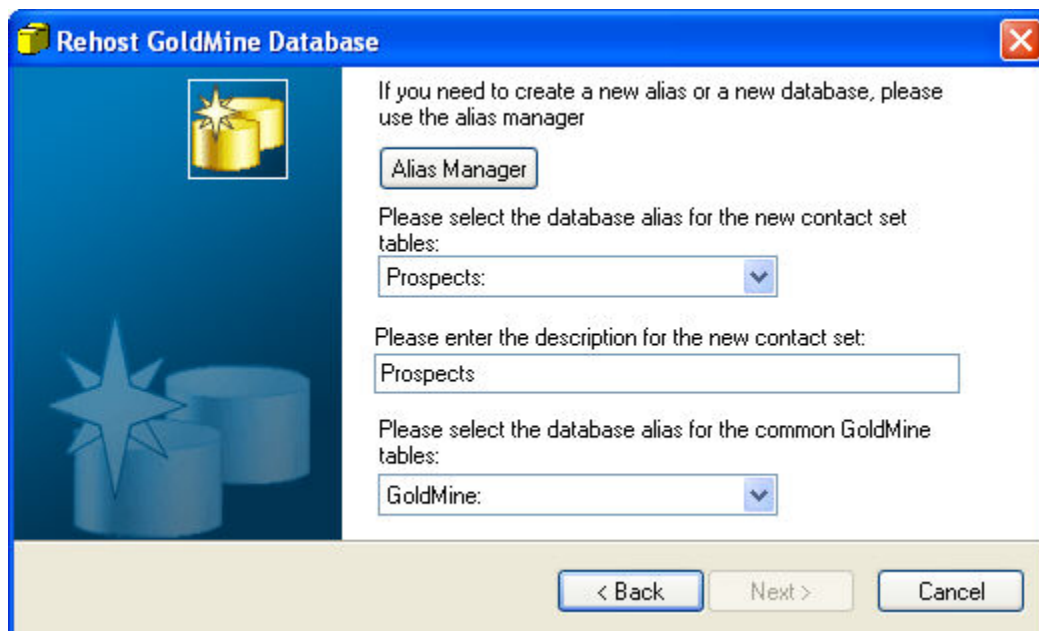 Rehost GoldMine Database
If you need to create a new alias or a new database, please
use the alias manager
Alias Manager
Please select the database alias for the new contact set
tables:
Prospects:
Please enter the description for the new contact set:
Prospects
Please select the database alias for the common GoldMine
tables:
GoldMine:
< Back
Next >
Cancel